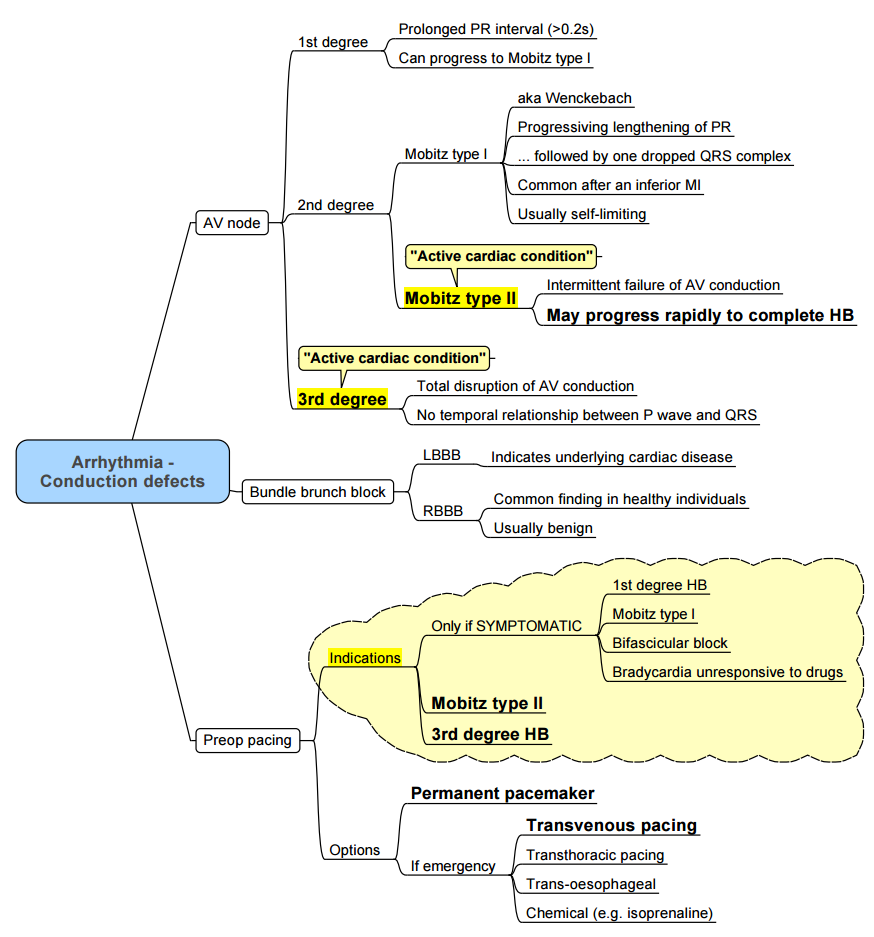 Arrhythmia -
Conduction defects
AV node
1st degree
Prolonged PR interval (>0.2s)
Can progress to Mobitz type I
2nd degree
Mobitz type I
aka Wenckebach
Progressiving lengthening of PR
... followed by one dropped QRS complex
Common after an inferior MI
Usually self-limiting
"Active cardiac condition"
Mobitz type II
Intermittent failure of AV conduction
May progress rapidly to complete HB
"Active cardiac condition"
3rd degree
Total disruption of AV conduction
No temporal relationship between P wave and QRS
Bundle brunch block
LBBB
Indicates underlying cardiac disease
RBBB
Common finding in healthy individuals
Usually benign
Preop pacing
Indications
Only if SYMPTOMATIC
1st degree HB
Mobitz type I
Bifascicular block
Bradycardia unresponsive to drugs
Mobitz type II
3rd degree HB
Options
Permanent pacemaker
If emergency
Transvenous pacing
Transthoracic pacing
Trans-oesophageal
Chemical (e.g. isoprenaline)